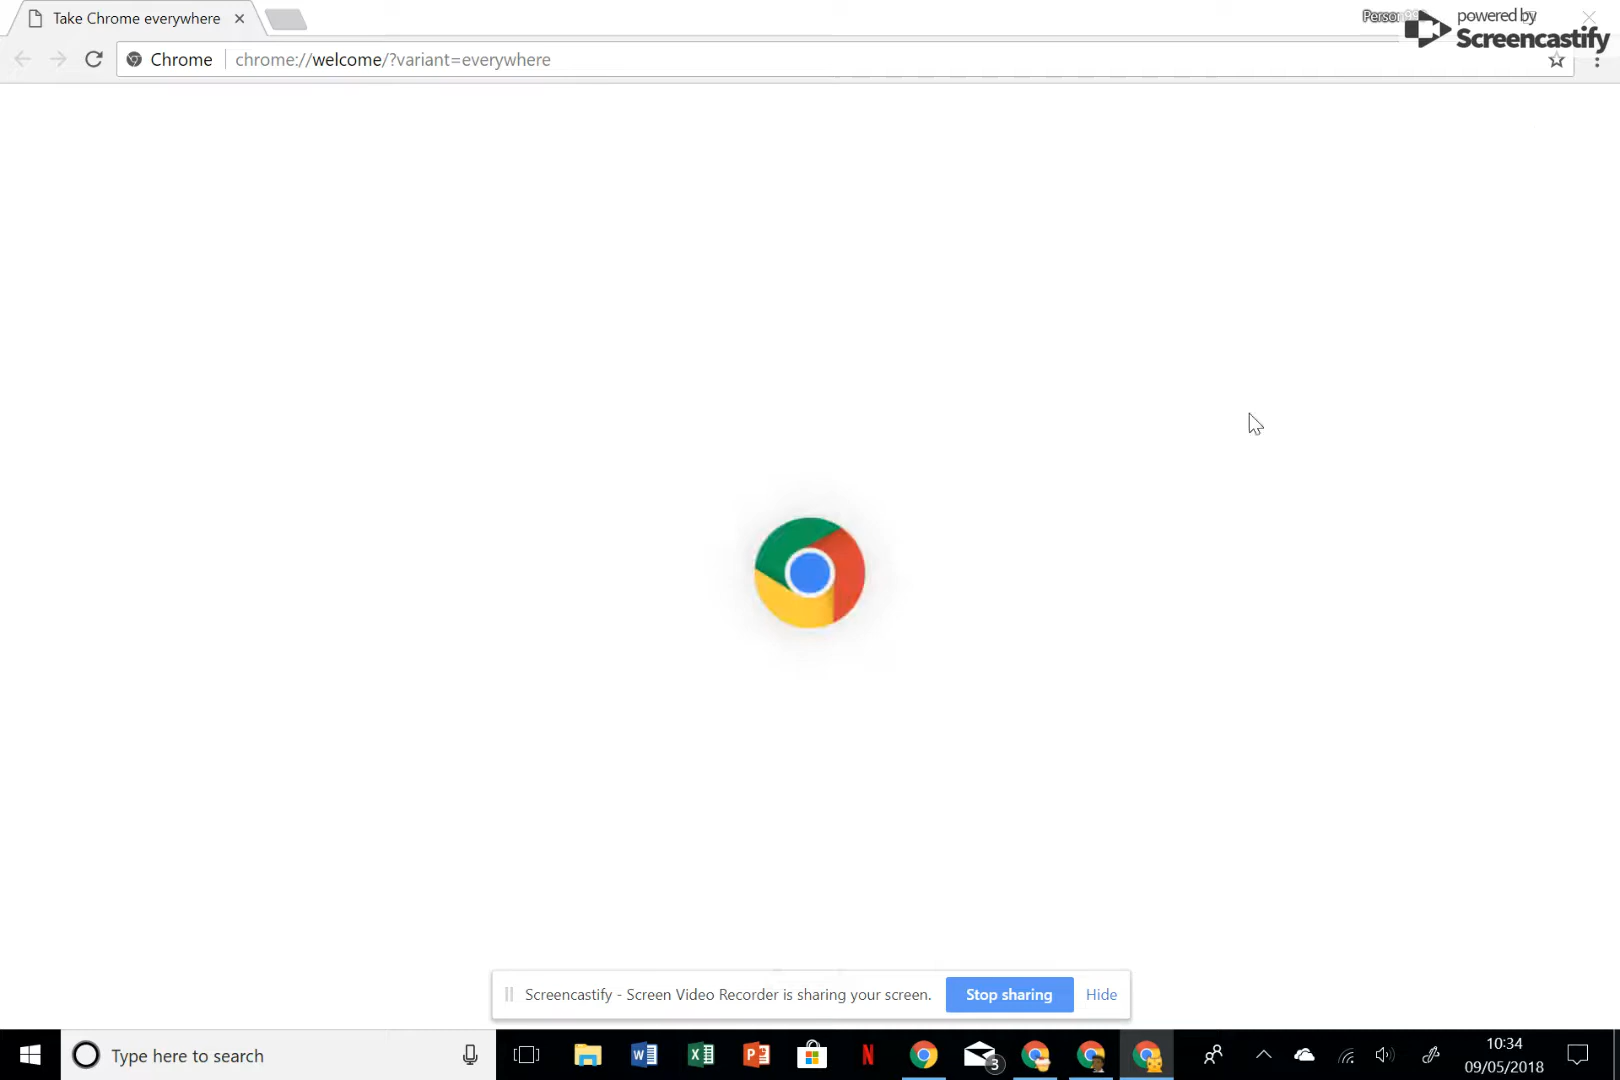 Take Chrome everywhere
powered by
Screencastify
Chrome
chrome://welcome/?variant=everywhere
Screencastify - Screen Video Recorder is sharing your screen.
Stop sharing
Hide
Type here to search
3
10:34
09/05/2018